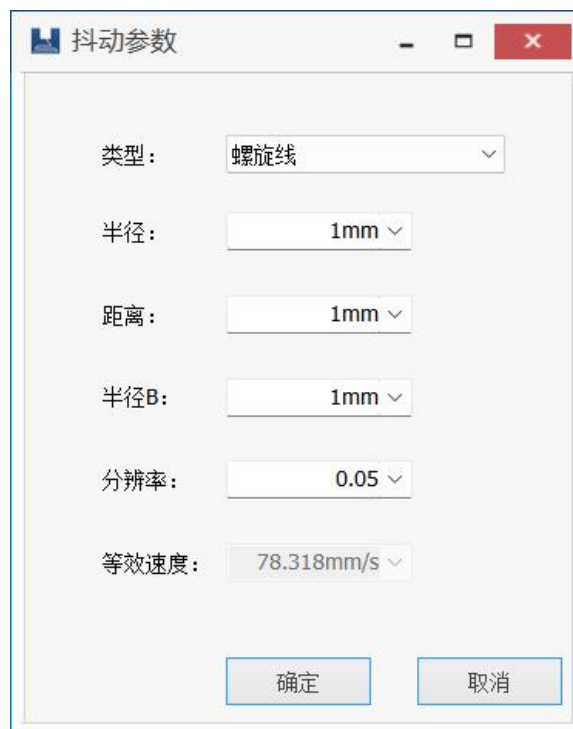 抖动参数
类型： 螺旋线
半径： 1mm
距离： 1mm
半径B： 1mm
分辨率： 0.05
等效速度： 78.318mm/s
确定 取消